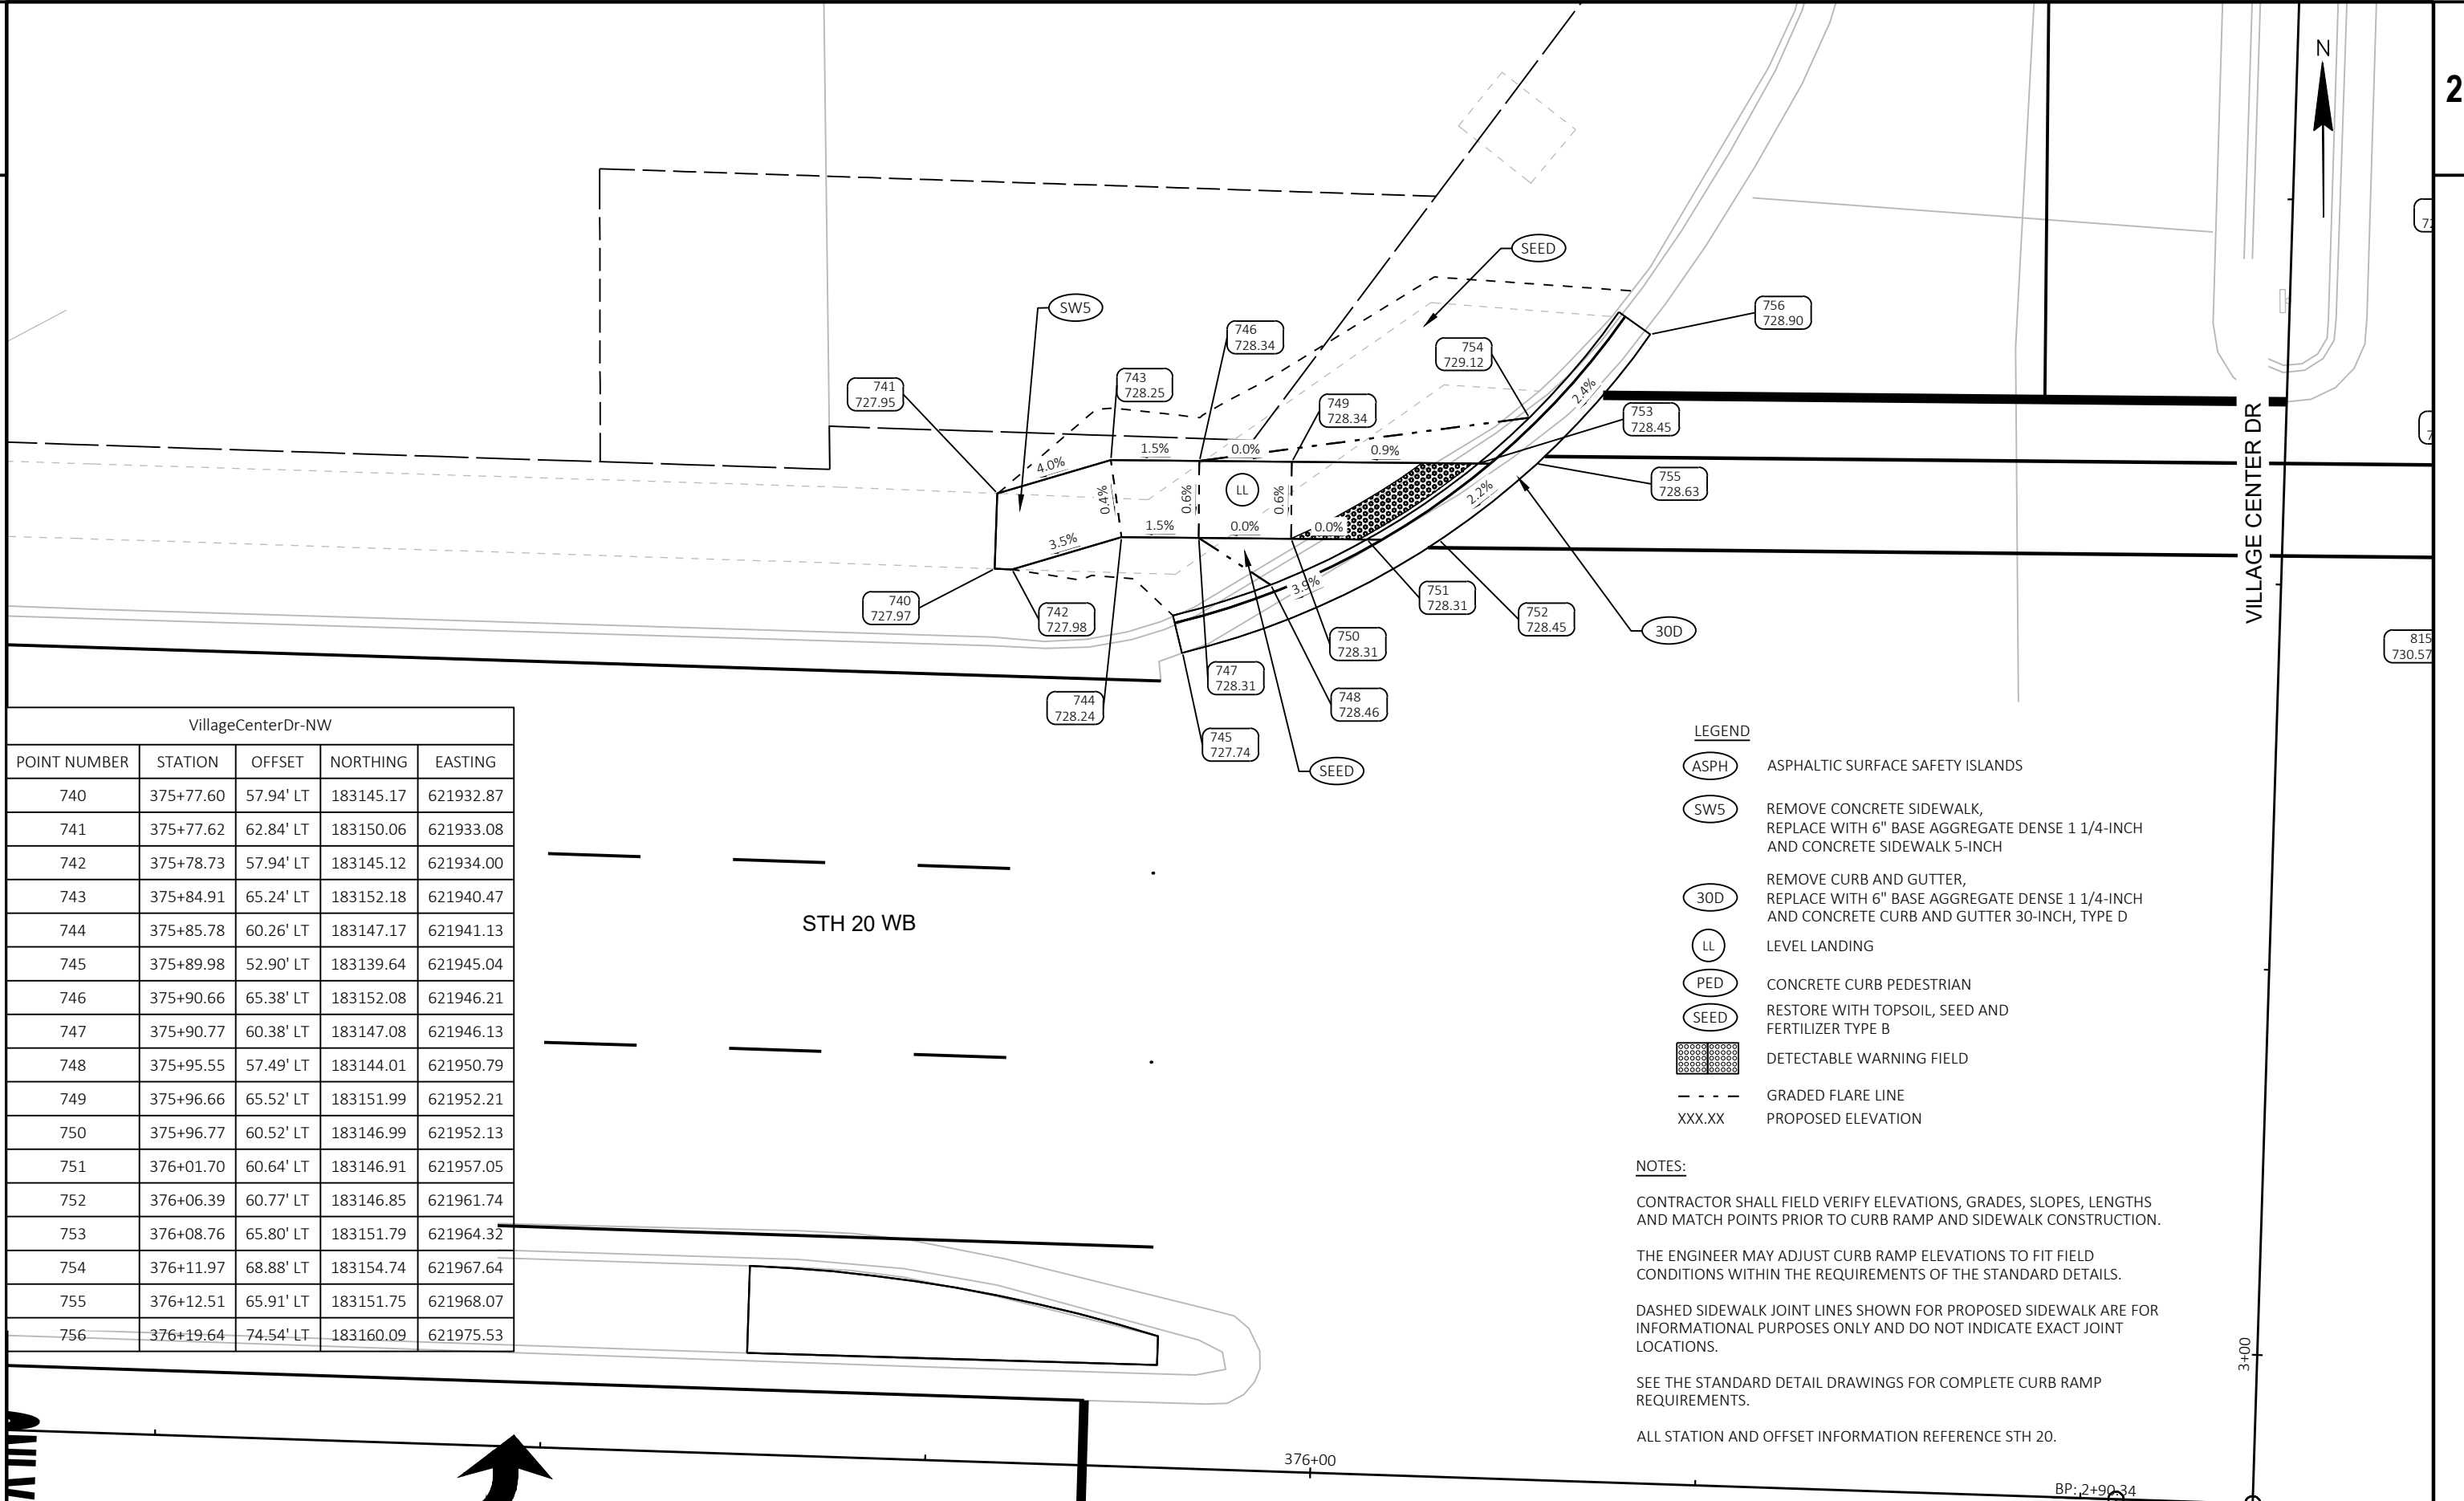 2
N
SEED
SW5
756
728.90
746
728.34
754
729.12
743
728.25
741
727.95
749
728.34
753
728.45
2.4%
1.5%
0.0%
0.9%
4.0%
0.4%
0.6%
LL
0.6%
2.2%
755
728.63
1.5%
0.0%
0.0%
3.5%
3.9%
740
727.97
742
727.98
751
728.31
752
728.45
30D
750
728.31
747
728.31
748
728.46
744
728.24
745
727.74
SEED
VILLAGE CENTER DR
815
730.57
VillageCenterDr-NW
POINT NUMBER STATION OFFSET NORTHING EASTING
740 375+77.60 57.94' LT 183145.17 621932.87
741 375+77.62 62.84' LT 183150.06 621933.08
742 375+78.73 57.94' LT 183145.12 621934.00
743 375+84.91 65.24' LT 183152.18 621940.47
744 375+85.78 60.26' LT 183147.17 621941.13
745 375+89.98 52.90' LT 183139.64 621945.04
746 375+90.66 65.38' LT 183152.08 621946.21
747 375+90.77 60.38' LT 183147.08 621946.13
748 375+95.55 57.49' LT 183144.01 621950.79
749 375+96.66 65.52' LT 183151.99 621952.21
750 375+96.77 60.52' LT 183146.99 621952.13
751 376+01.70 60.64' LT 183146.91 621957.05
752 376+06.39 60.77' LT 183146.85 621961.74
753 376+08.76 65.80' LT 183151.79 621964.32
754 376+11.97 68.88' LT 183154.74 621967.64
755 376+12.51 65.91' LT 183151.75 621968.07
756 376+19.64 74.54' LT 183160.09 621975.53
STH 20 WB
LEGEND
ASPH ASPHALTIC SURFACE SAFETY ISLANDS
SW5 REMOVE CONCRETE SIDEWALK,
REPLACE WITH 6" BASE AGGREGATE DENSE 1 1/4-INCH
AND CONCRETE SIDEWALK 5-INCH
REMOVE CURB AND GUTTER,
30D REPLACE WITH 6" BASE AGGREGATE DENSE 1 1/4-INCH
AND CONCRETE CURB AND GUTTER 30-INCH, TYPE D
LL LEVEL LANDING
PED CONCRETE CURB PEDESTRIAN
SEED RESTORE WITH TOPSOIL, SEED AND
FERTILIZER TYPE B
DETECTABLE WARNING FIELD
GRADED FLARE LINE
XXX.XX PROPOSED ELEVATION
NOTES:
CONTRACTOR SHALL FIELD VERIFY ELEVATIONS, GRADES, SLOPES, LENGTHS
AND MATCH POINTS PRIOR TO CURB RAMP AND SIDEWALK CONSTRUCTION.
THE ENGINEER MAY ADJUST CURB RAMP ELEVATIONS TO FIT FIELD
CONDITIONS WITHIN THE REQUIREMENTS OF THE STANDARD DETAILS.
DASHED SIDEWALK JOINT LINES SHOWN FOR PROPOSED SIDEWALK ARE FOR
INFORMATIONAL PURPOSES ONLY AND DO NOT INDICATE EXACT JOINT
LOCATIONS.
SEE THE STANDARD DETAIL DRAWINGS FOR COMPLETE CURB RAMP
REQUIREMENTS.
ALL STATION AND OFFSET INFORMATION REFERENCE STH 20.
3+00
376+00
BP: 2+90.34